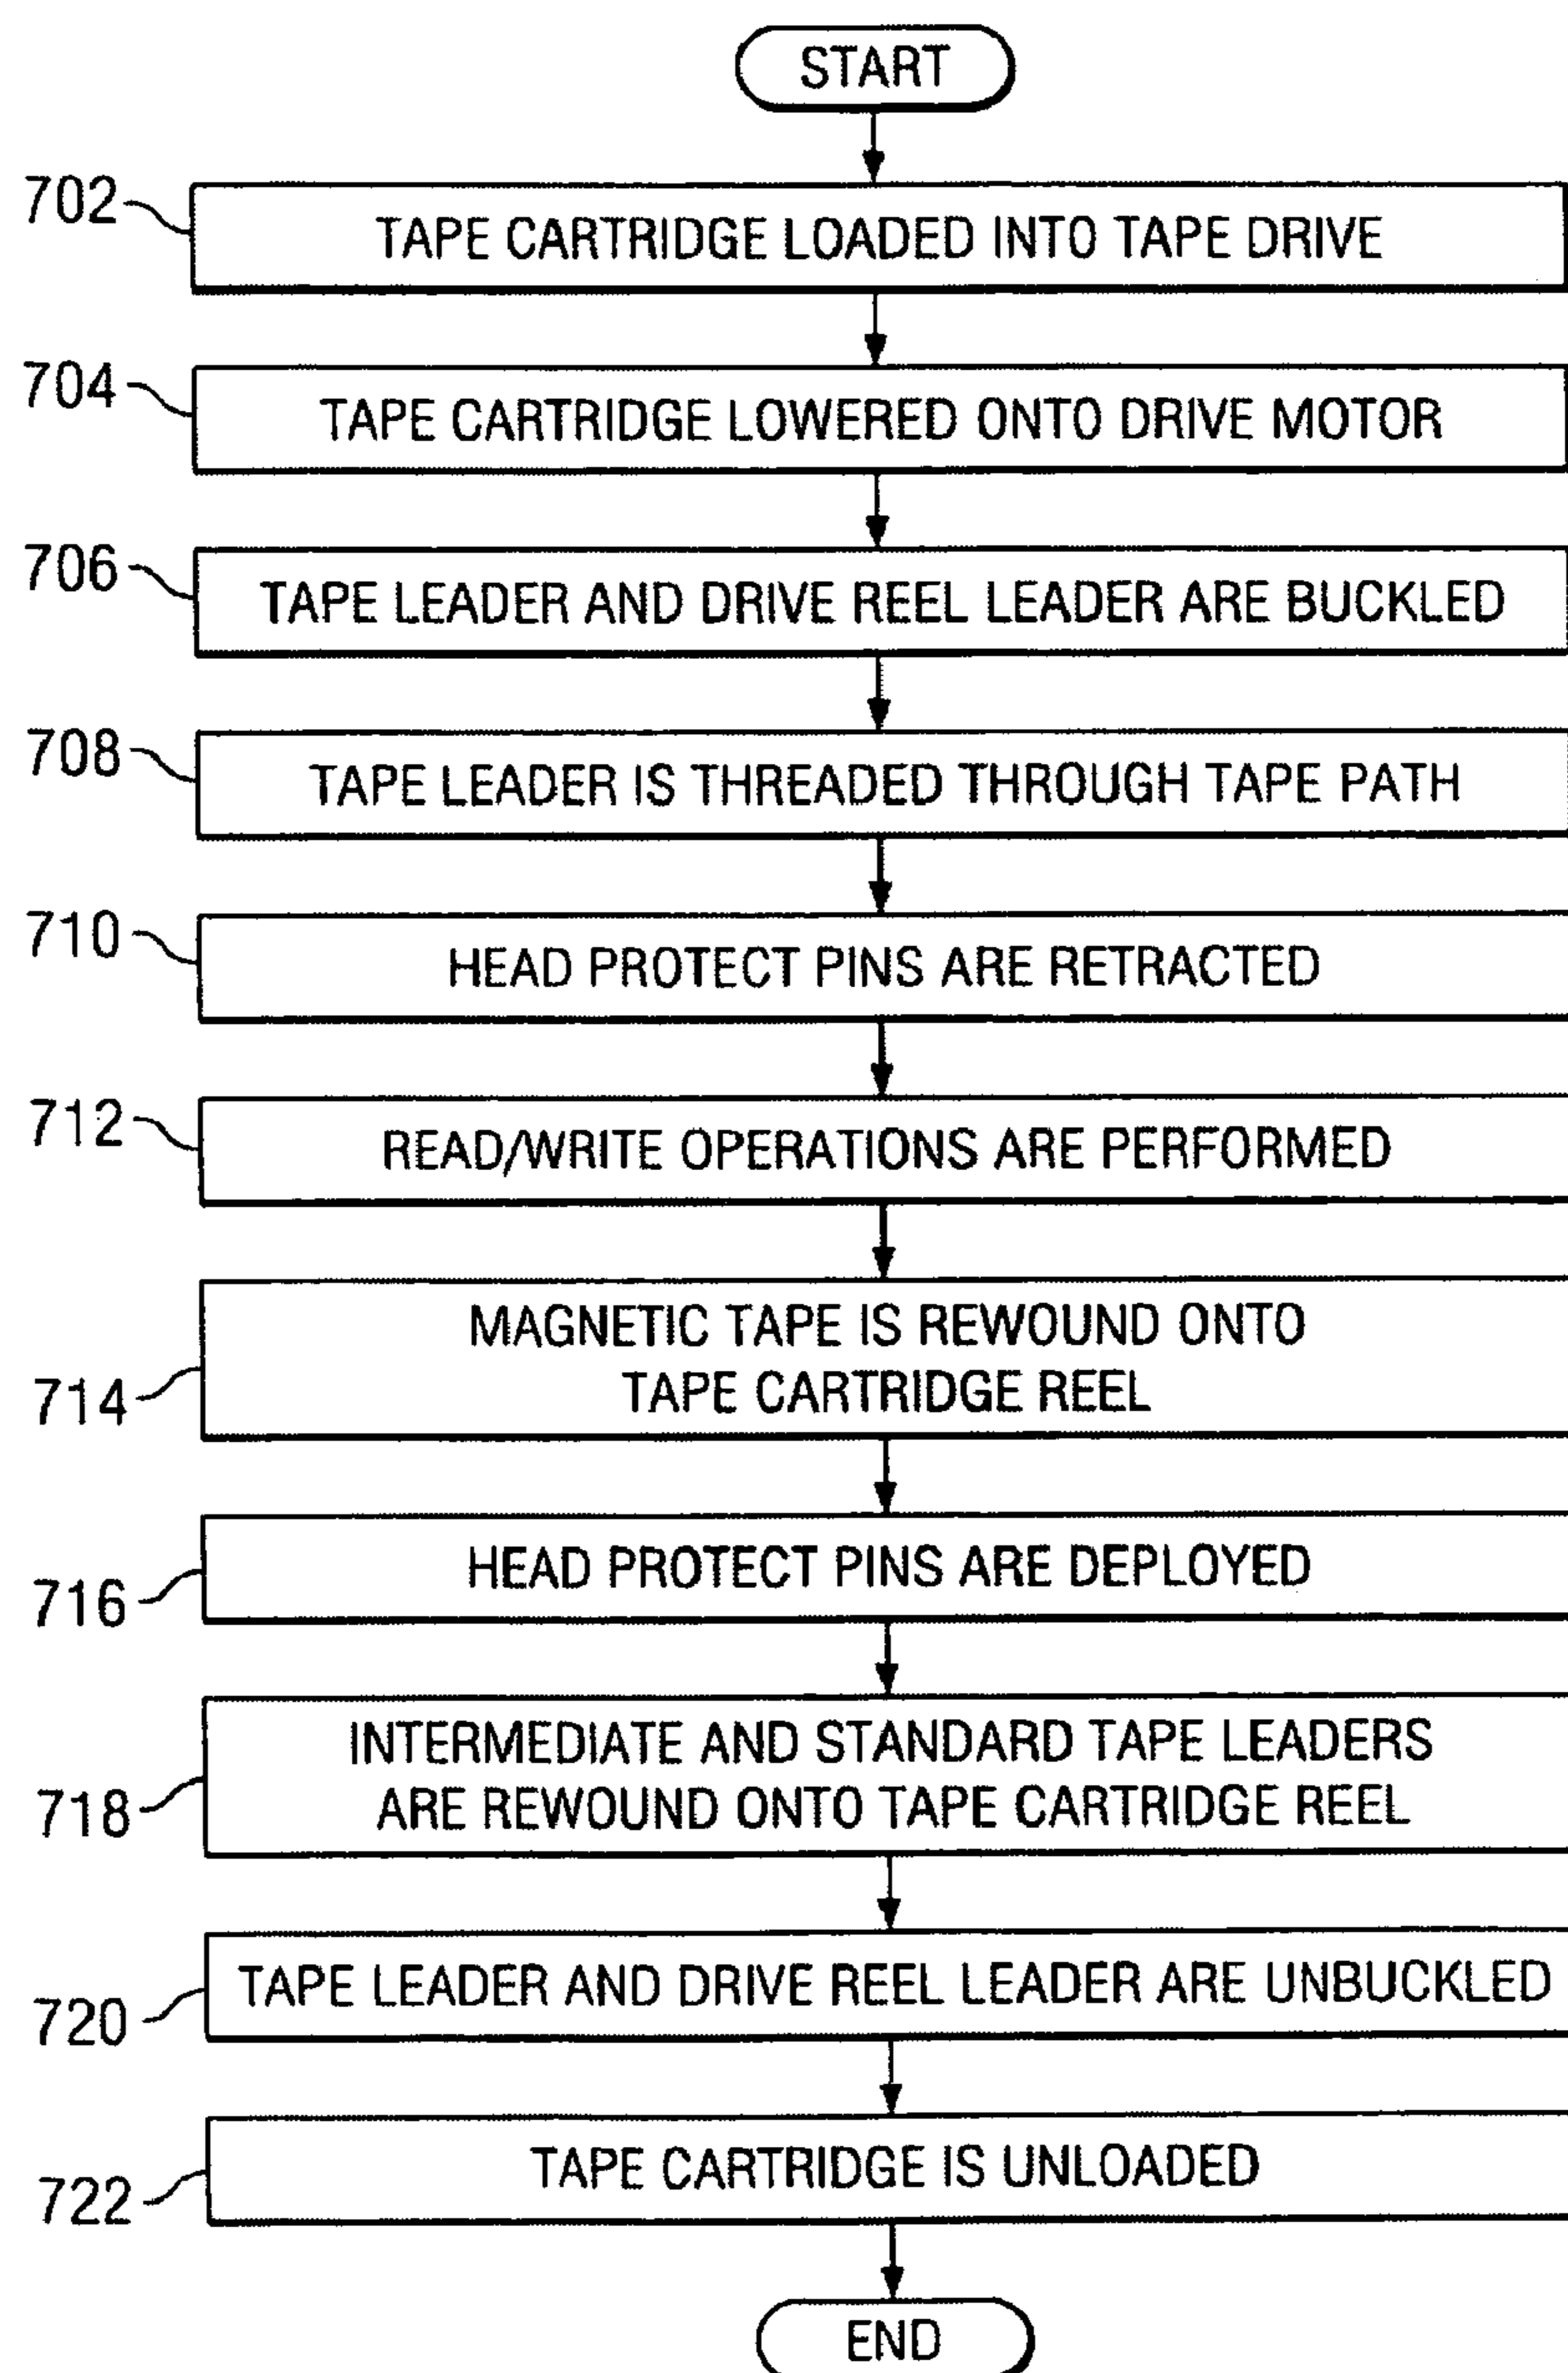 START
702
TAPE CARTRIDGE LOADED INTO TAPE DRIVE
704
TAPE CARTRIDGE LOWERED ONTO DRIVE MOTOR
706
TAPE LEADER AND DRIVE REEL LEADER ARE BUCKLED
708
TAPE LEADER IS THREADED THROUGH TAPE PATH
710
HEAD PROTECT PINS ARE RETRACTED
712
READ/WRITE OPERATIONS ARE PERFORMED
714
MAGNETIC TAPE IS REWOUND ONTO
TAPE CARTRIDGE REEL
716
HEAD PROTECT PINS ARE DEPLOYED
718
INTERMEDIATE AND STANDARD TAPE LEADERS
ARE REWOUND ONTO TAPE CARTRIDGE REEL
720
TAPE LEADER AND DRIVE REEL LEADER ARE UNBUCKLED
722
TAPE CARTRIDGE IS UNLOADED
END